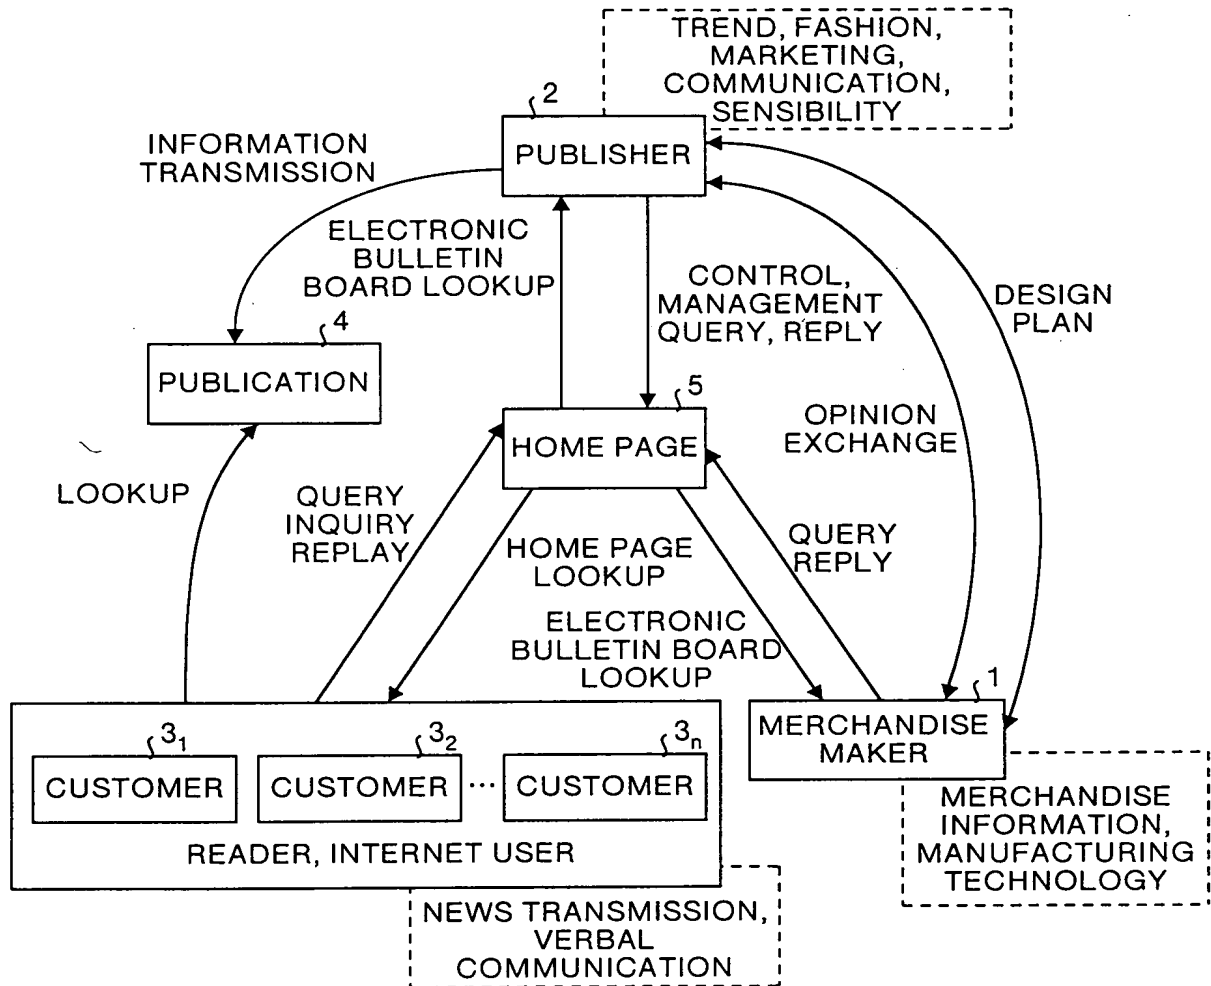 TREND, FASHION,
MARKETING,
COMMUNICATION,
SENSIBILITY
2
PUBLISHER
INFORMATION
TRANSMISSION
ELECTRONIC
BULLETIN
BOARD LOOKUP
CONTROL,
MANAGEMENT
QUERY, REPLY
DESIGN
PLAN
4
PUBLICATION
5
HOME PAGE
OPINION
EXCHANGE
LOOKUP
QUERY
INQUIRY
REPLAY
HOME PAGE
LOOKUP
QUERY
REPLY
ELECTRONIC
BULLETIN BOARD
LOOKUP
1
MERCHANDISE
MAKER
3₁
CUSTOMER
3₂
CUSTOMER
...
3ₙ
CUSTOMER
READER, INTERNET USER
MERCHANDISE
INFORMATION,
MANUFACTURING
TECHNOLOGY
NEWS TRANSMISSION,
VERBAL
COMMUNICATION